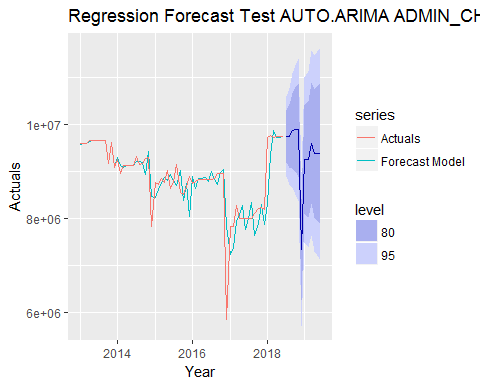 Regression Forecast Test AUTO.ARIMA ADMIN_CH
1e+07
8e+06
6e+06
Actuals
2014
2016
2018
Year
series
Actuals
Forecast Model
level
80
95